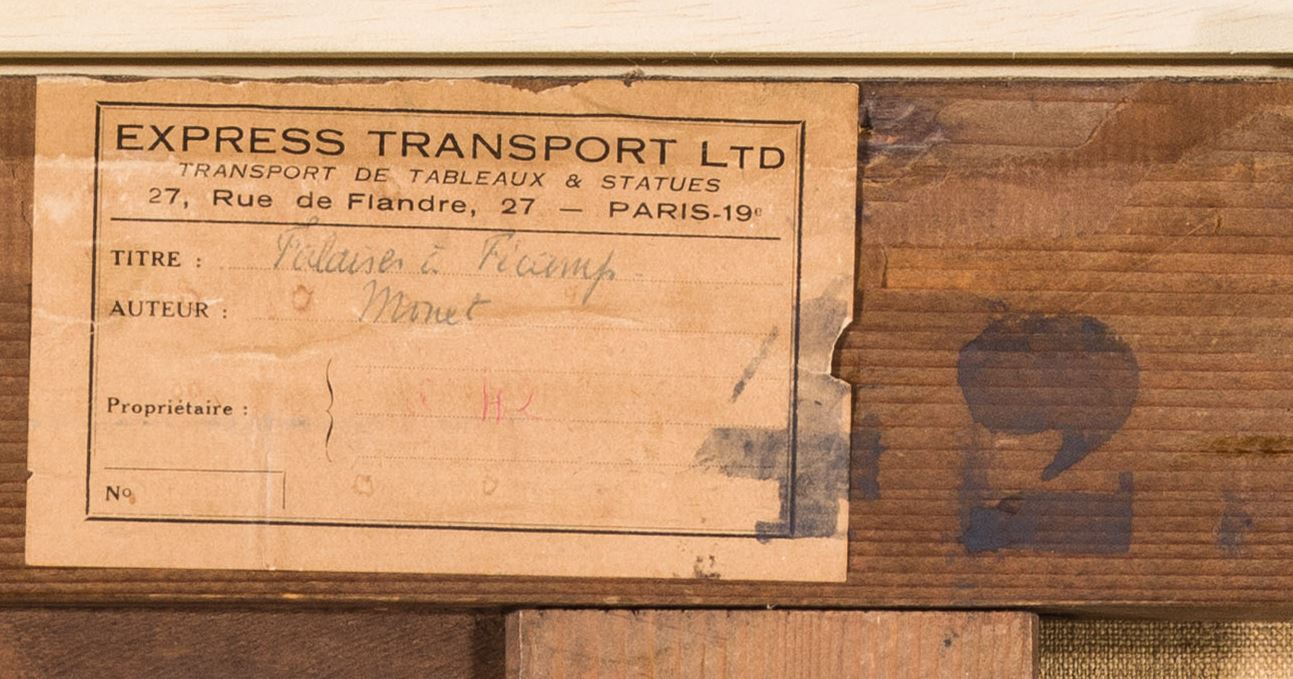 EXPRESS TRANSPORT LTD
TRANSPORT DE TABLEAUX & STATUES
27, Rue de Flandre, 27 — PARIS-19e
TITRE : Falaises à Fécamp
AUTEUR : Monet
H2
Propriétaire :
No